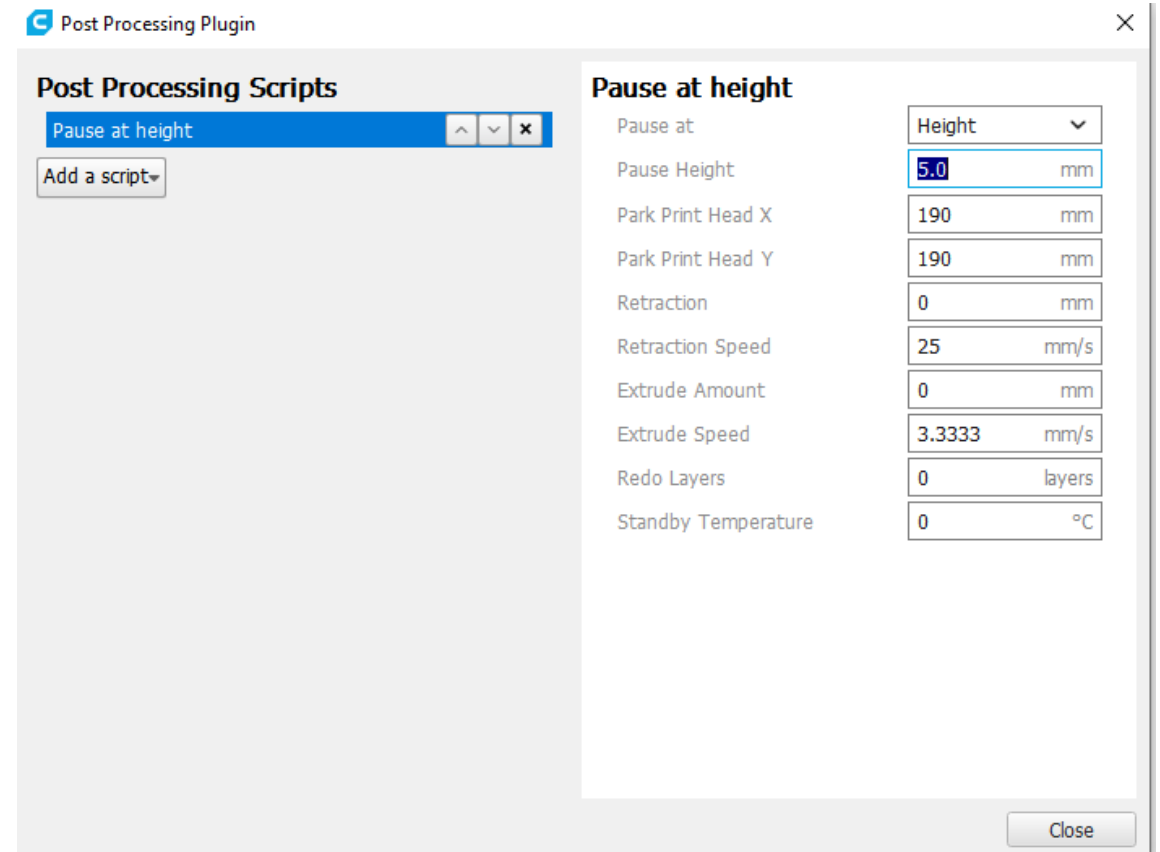 Post Processing Plugin
Post Processing Scripts
Pause at height
Add a script
Pause at height
Pause at Height
Pause Height 5.0 mm
Park Print Head X 190 mm
Park Print Head Y 190 mm
Retraction 0 mm
Retraction Speed 25 mm/s
Extrude Amount 0 mm
Extrude Speed 3.3333 mm/s
Redo Layers 0 layers
Standby Temperature 0 °C
Close